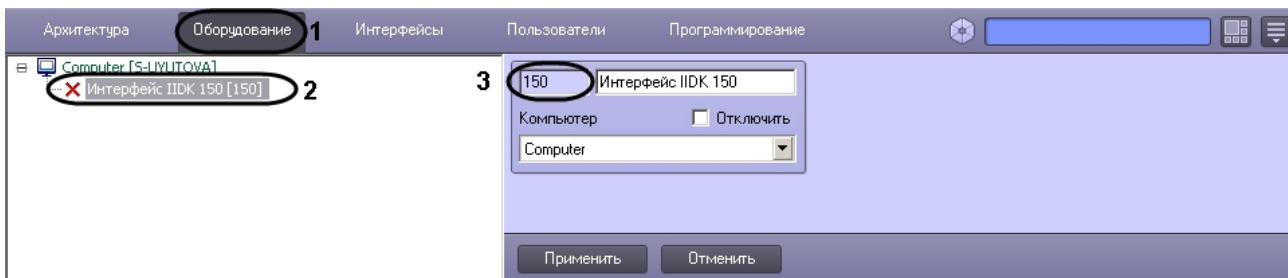 Архитектура Оборудование 1 Интерфейсы Пользователи Программирование
Computer [S-UYUTOVA]
Интерфейс IIDK 150 [150] 2
3 150 Интерфейс IIDK 150
Компьютер Отключить
Computer
Применить Отменить